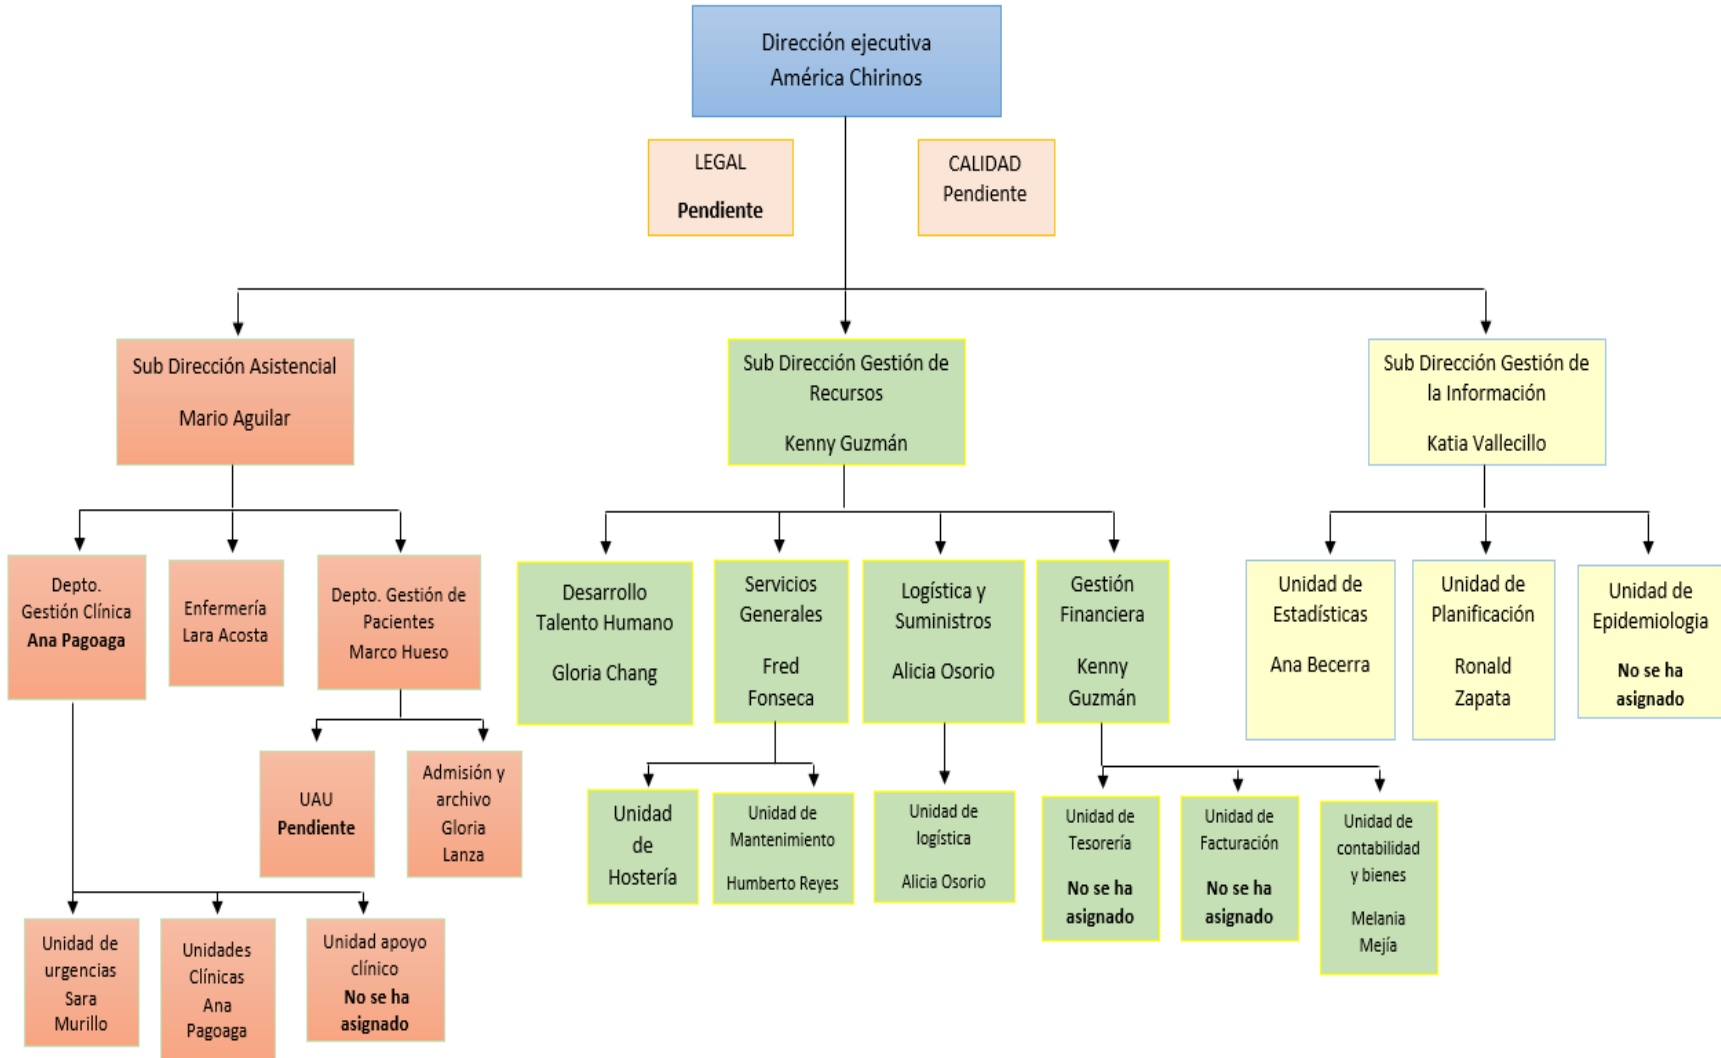 Dirección ejecutiva
América Chirinos
LEGAL
Pendiente
CALIDAD
Pendiente
Sub Dirección Asistencial
Mario Aguilar
Sub Dirección Gestión de
Recursos
Kenny Guzmán
Sub Dirección Gestión de
la Información
Katia Vallecillo
Depto.
Gestión Clínica
Ana Pagoaga
Enfermería
Lara Acosta
Depto. Gestión de
Pacientes
Marco Hueso
Desarrollo
Talento Humano
Gloria Chang
Servicios
Generales
Fred
Fonseca
Logística y
Suministros
Alicia Osorio
Gestión
Financiera
Kenny
Guzmán
Unidad de
Estadísticas
Ana Becerra
Unidad de
Planificación
Ronald
Zapata
Unidad de
Epidemiologia
No se ha
asignado
UAU
Pendiente
Admisión y
archivo
Gloria
Lanza
Unidad
de
Hostería
Unidad de
Mantenimiento
Humberto Reyes
Unidad de
logística
Alicia Osorio
Unidad de
Tesorería
No se ha
asignado
Unidad de
Facturación
No se ha
asignado
Unidad de
contabilidad
y bienes
Melania
Mejía
Unidad de
urgencias
Sara
Murillo
Unidades
Clínicas
Ana
Pagoaga
Unidad apoyo
clínico
No se ha
asignado